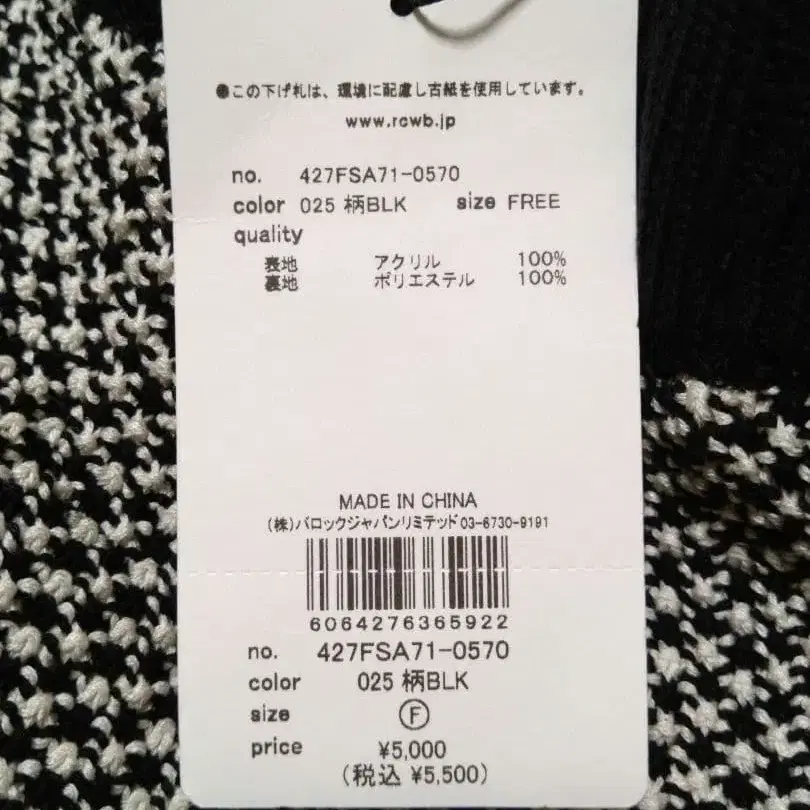 ●この下げ札は、環境に配慮し古紙を使用しています。
www.rcwb.jp
no. 427FSA71-0570
color 025 柄BLK size FREE
quality
表地 アクリル 100%
裏地 ポリエステル 100%
MADE IN CHINA
(株)バロックジャパンリミテッド03-6730-9191
6064276365922
no. 427FSA71-0570
color 025 柄BLK
size Ⓕ
price ¥5,000
(税込 ¥5,500)